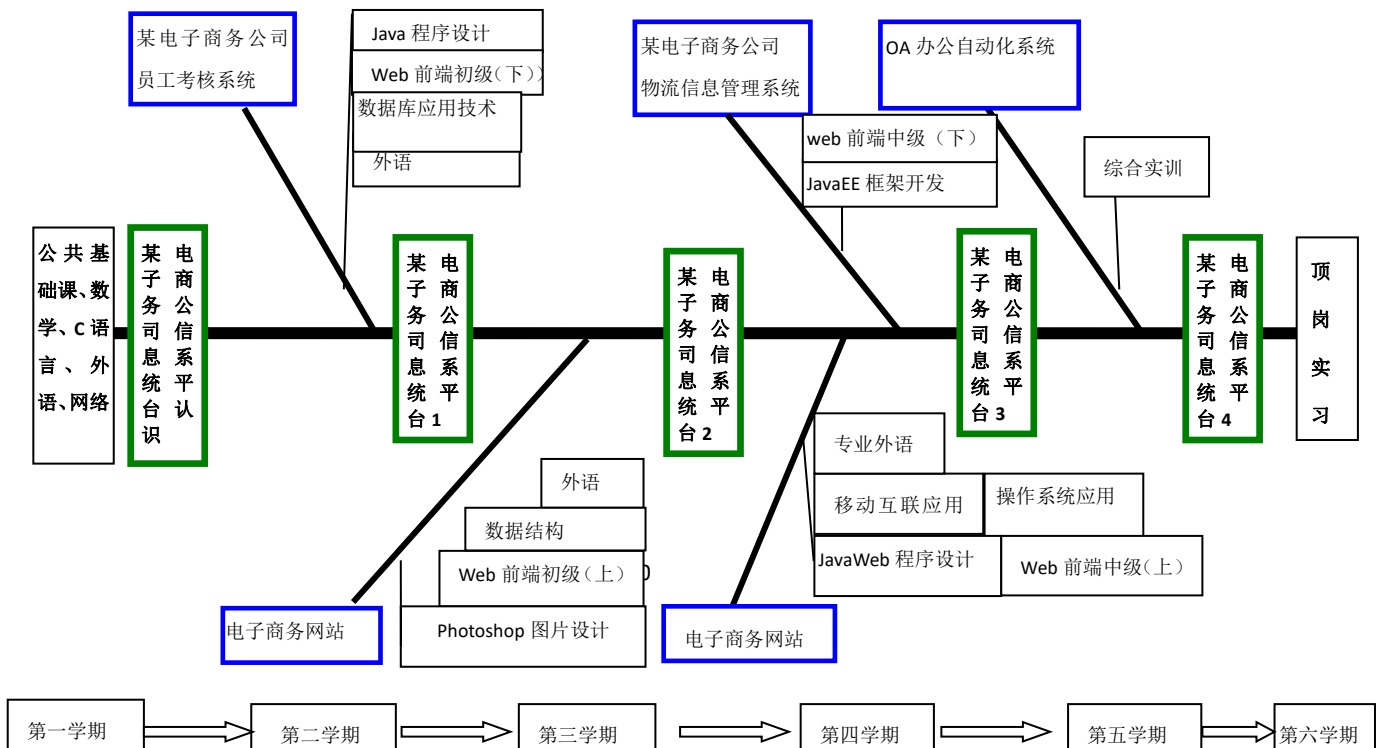 某电子商务公司
员工考核系统
Java 程序设计
Web 前端初级（下）
数据库应用技术
外语
某电子商务公司
物流信息管理系统
OA 办公自动化系统
web 前端中级（下）
JavaEE 框架开发
综合实训
公共基
础课、数
学、C 语
言、外
语、网络
某电
子商
务公
司信
息系
统平
台认
识
某电
子商
务公
司信
息系
统平
台 1
某电
子商
务公
司信
息系
统平
台 2
某电
子商
务公
司信
息系
统平
台 3
某电
子商
务公
司信
息系
统平
台 4
顶
岗
实
习
外语
数据结构
Web 前端初级（上）
Photoshop 图片设计
电子商务网站
专业外语
移动互联应用
操作系统应用
JavaWeb 程序设计
Web 前端中级（上）
电子商务网站
第一学期
第二学期
第三学期
第四学期
第五学期
第六学期